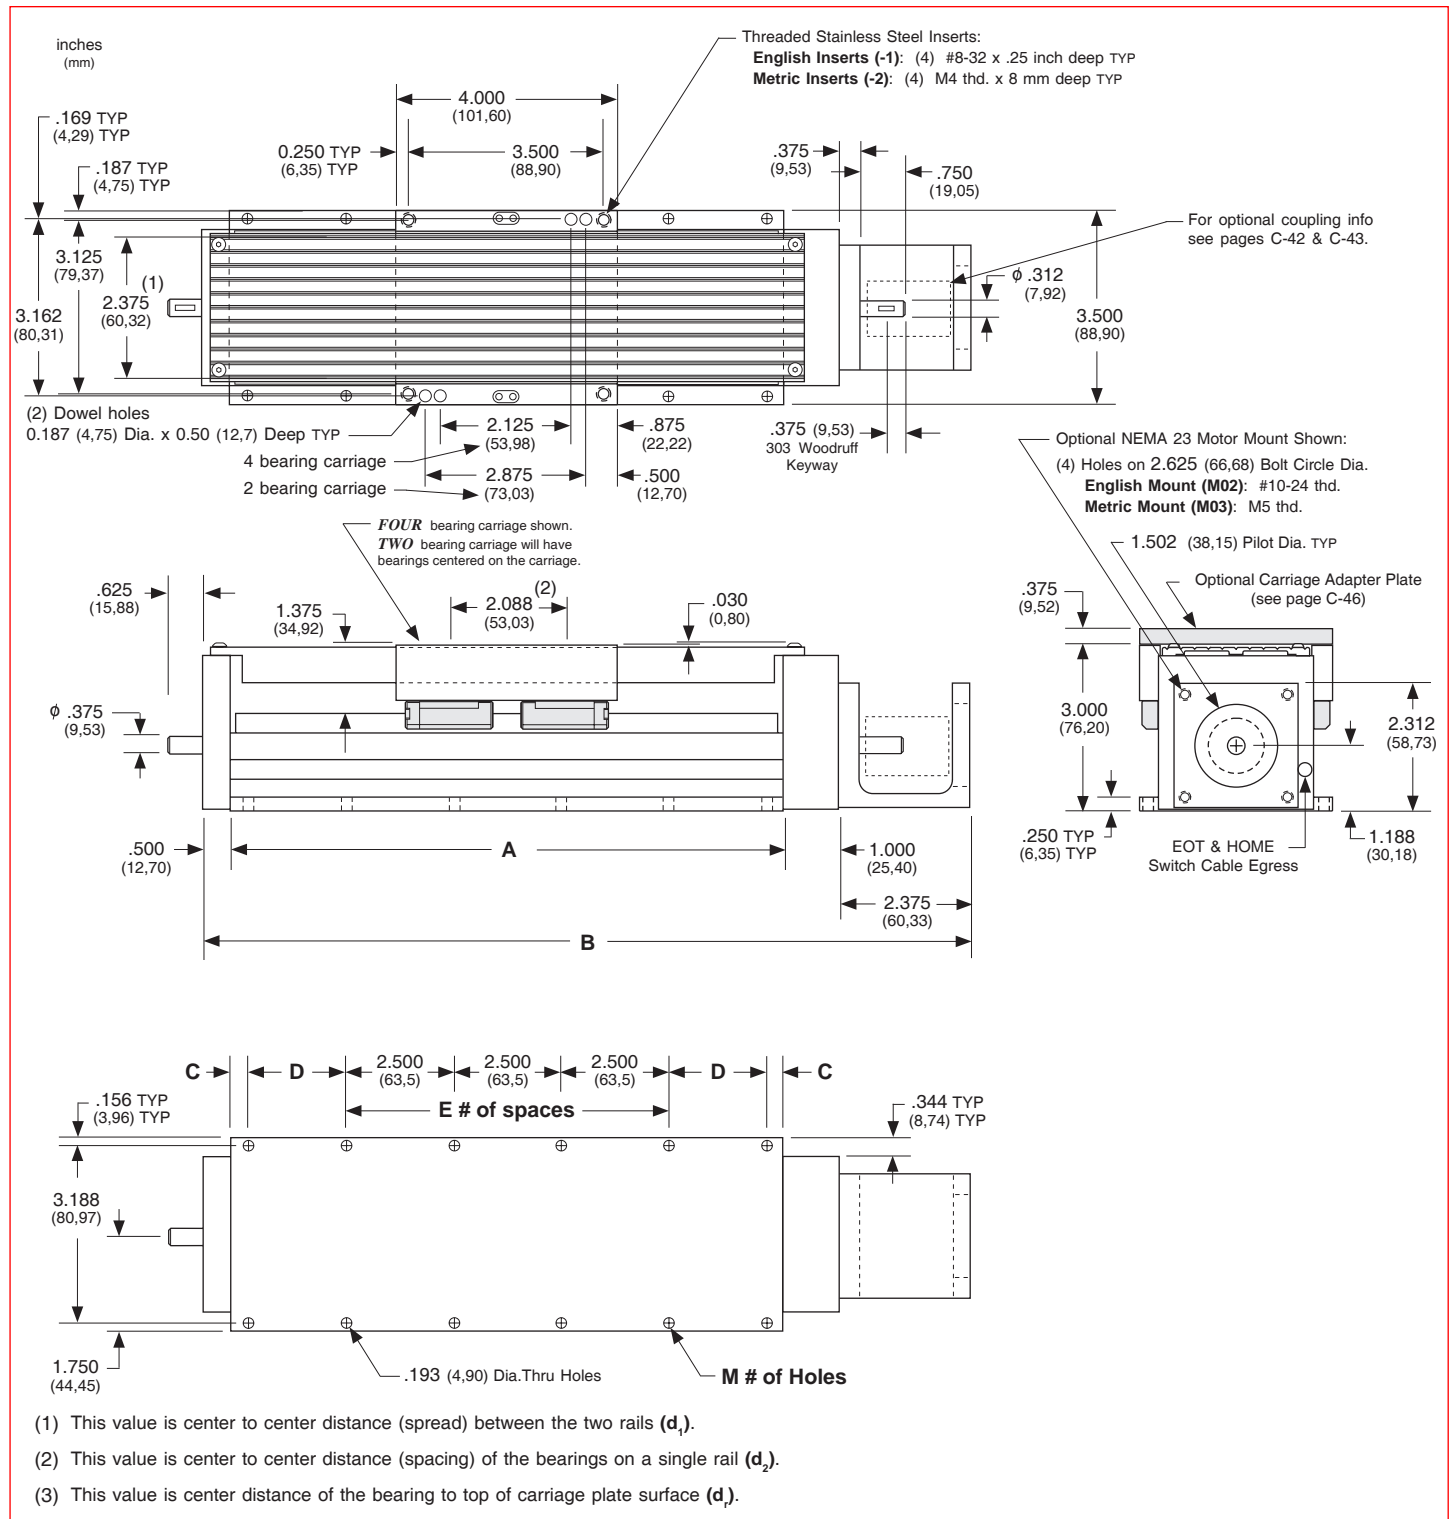 inches
(mm)
Threaded Stainless Steel Inserts:
English Inserts (-1): (4) #8-32 x .25 inch deep TYP
Metric Inserts (-2): (4) M4 thd. x 8 mm deep TYP
4.000
(101,60)
.169 TYP
(4,29) TYP
0.250 TYP
(6,35) TYP
3.500
(88,90)
.375
(9,53)
.187 TYP
(4,75) TYP
.750
(19,05)
For optional coupling info
see pages C-42 & C-43.
3.125
(79,37)
(1)
2.375
(60,32)
ϕ .312
(7,92)
3.162
(80,31)
3.500
(88,90)
(2) Dowel holes
0.187 (4,75) Dia. x 0.50 (12,7) Deep TYP
2.125
(53,98)
.875
(22,22)
4 bearing carriage
2.875
(73,03)
.500
(12,70)
2 bearing carriage
.375 (9,53)
303 Woodruff
Keyway
Optional NEMA 23 Motor Mount Shown:
(4) Holes on 2.625 (66,68) Bolt Circle Dia.
English Mount (M02): #10-24 thd.
Metric Mount (M03): M5 thd.
FOUR bearing carriage shown.
TWO bearing carriage will have
bearings centered on the carriage.
1.502 (38,15) Pilot Dia. TYP
Optional Carriage Adapter Plate
(see page C-46)
.625
(15,88)
1.375
(34,92)
(2)
2.088
(53,03)
.030
(0,80)
.375
(9,52)
ϕ .375
(9,53)
3.000
(76,20)
2.312
(58,73)
.500
(12,70)
A
1.000
(25,40)
.250 TYP
(6,35) TYP
EOT & HOME
Switch Cable Egress
1.188
(30,18)
2.375
(60,33)
B
C
D
2.500
(63,5)
2.500
(63,5)
2.500
(63,5)
D
C
E # of spaces
.156 TYP
(3,96) TYP
.344 TYP
(8,74) TYP
3.188
(80,97)
1.750
(44,45)
.193 (4,90) Dia.Thru Holes
M # of Holes
(1) This value is center to center distance (spread) between the two rails (d1).
(2) This value is center to center distance (spacing) of the bearings on a single rail (d2).
(3) This value is center distance of the bearing to top of carriage plate surface (dr).